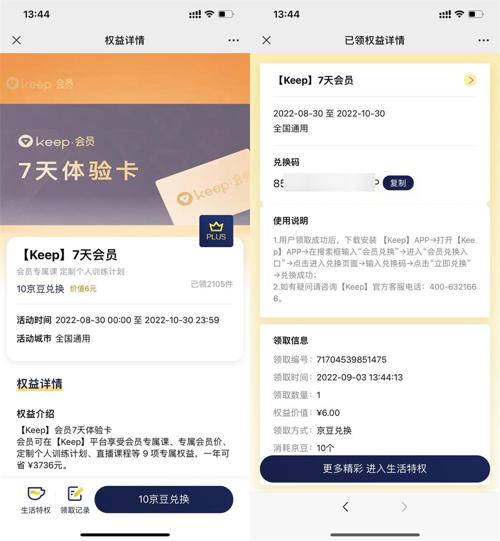 13:44
权益详情
keep·会员
keep·会员
7天体验卡
keep·会员
PLUS
【Keep】7天会员
会员专属课 定制个人训练计划
10京豆兑换 价值6元
已领2105件
活动时间 2022-08-30 00:00 至 2022-10-30 23:59
活动城市 全国通用
权益详情
权益介绍
【Keep】会员7天体验卡
会员可在【Keep】平台享受会员专属课、专属会员价、
定制个人训练计划、直播课程等 9 项专属权益，一年可
省 ¥3736元。
生活特权
领取记录
10京豆兑换
13:44
已领权益详情
【Keep】7天会员
2022-08-30 至 2022-10-30
全国通用
兑换码
复制
使用说明
1.用户领取成功后，下载安装 【Keep】APP→打开【Kee
p】APP→在搜索框输入“会员兑换”→进入“会员兑换入
口”→点击进入兑换页面→输入兑换码→点击“立即兑换”
→兑换成功；
2.如有疑问请咨询【Keep】官方客服电话：400-632166
6。
领取信息
领取编号：71704539851475
领取时间：2022-09-03 13:44:13
领取数量：1
权益价值：¥6.00
领取方式：京豆兑换
消耗京豆：10个
更多精彩 进入生活特权